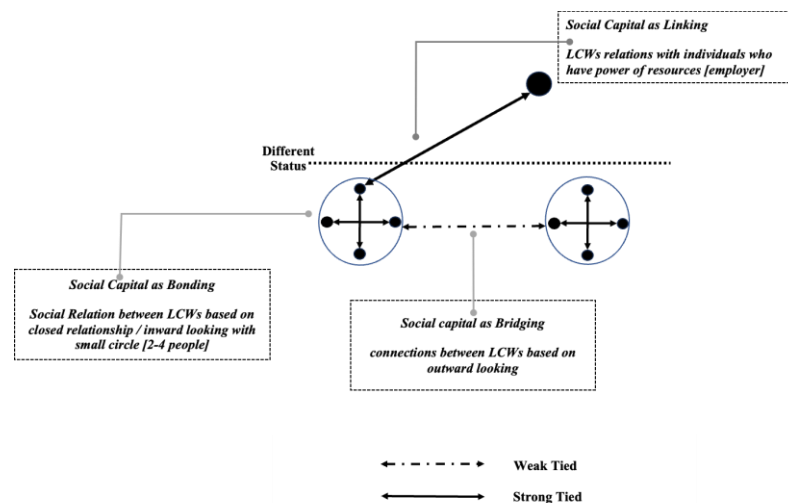 Social Capital as Linking
LCWs relations with individuals who
have power of resources [employer]
Different
Status
Social Capital as Bonding
Social Relation between LCWs based on
closed relationship / inward looking with
small circle [2-4 people]
Social capital as Bridging
connections between LCWs based on
outward looking
Weak Tied
Strong Tied